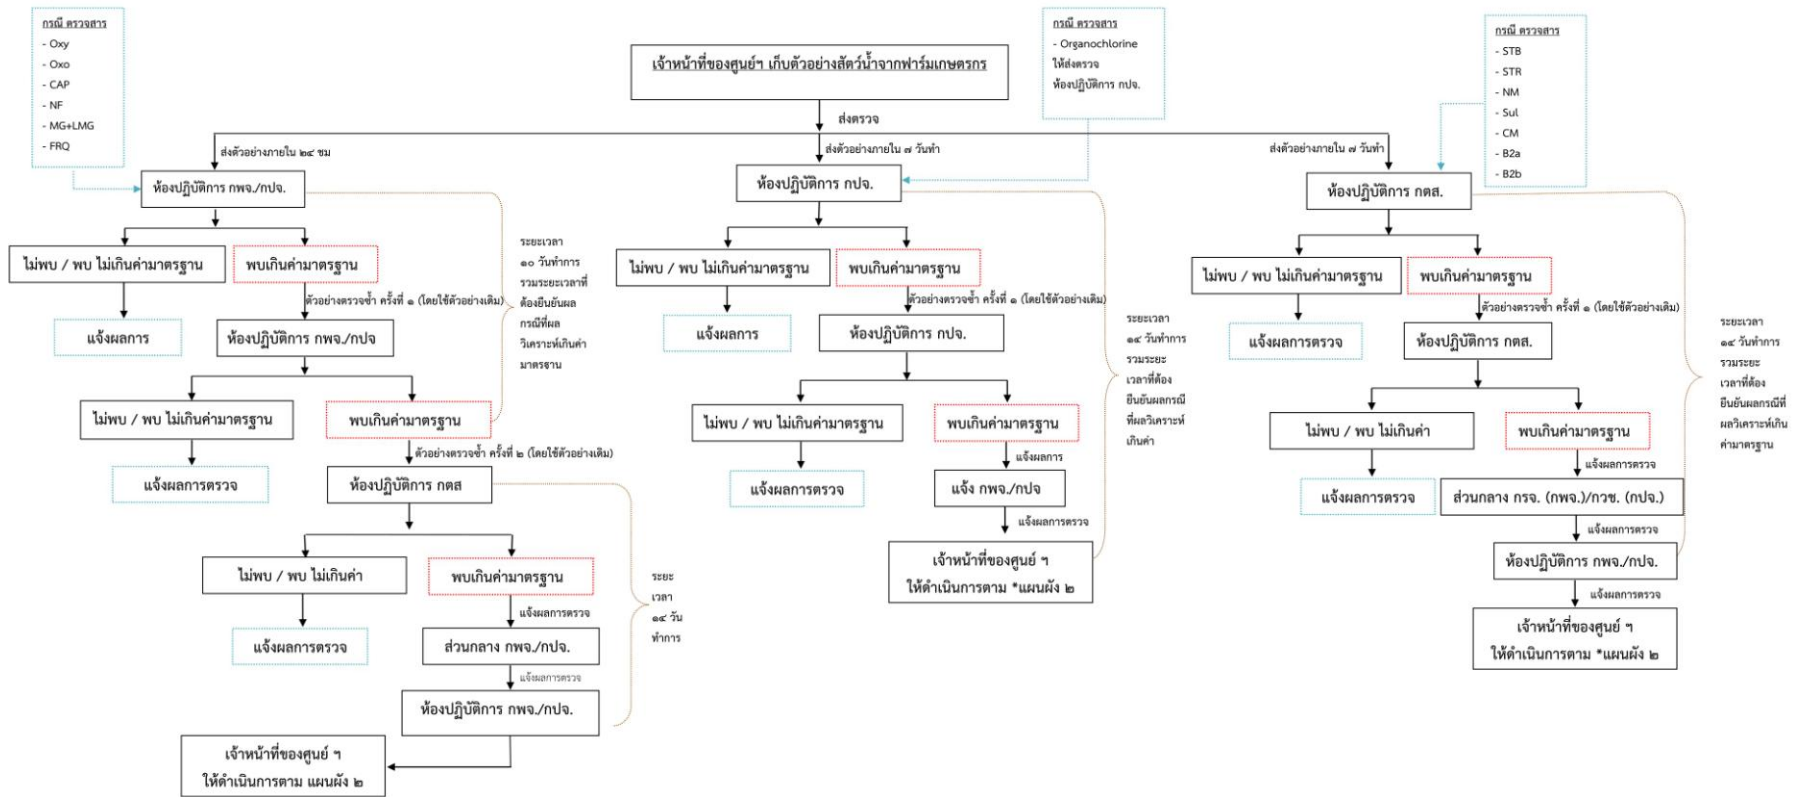 กรณี ตรวจสาร
- Oxy
- Oxo
- CAP
- NF
- MG+LMG
- FRQ
เจ้าหน้าที่ของศูนย์ฯ เก็บตัวอย่างสัตว์น้ำจากฟาร์มเกษตรกร
กรณี ตรวจสาร
- Organochlorine
ให้ส่งตรวจ
ห้องปฏิบัติการ กปจ.
กรณี ตรวจสาร
- STB
- STR
- NM
- Sul
- CM
- B2a
- B2b
ส่งตรวจ
ส่งตัวอย่างภายใน ๒๔ ชม
ห้องปฏิบัติการ กพจ./กปจ.
ไม่พบ / พบ ไม่เกินค่ามาตรฐาน
พบเกินค่ามาตรฐาน
ตัวอย่างตรวจซ้ำ ครั้งที่ ๑ (โดยใช้ตัวอย่างเดิม)
แจ้งผลการ
ห้องปฏิบัติการ กพจ./กปจ
ระยะเวลา
๑๐ วันทำการ
รวมระยะเวลาที่
ต้องยืนยันผล
กรณีที่ผล
วิเคราะห์เกินค่า
มาตรฐาน
ไม่พบ / พบ ไม่เกินค่ามาตรฐาน
พบเกินค่ามาตรฐาน
ตัวอย่างตรวจซ้ำ ครั้งที่ ๒ (โดยใช้ตัวอย่างเดิม)
แจ้งผลการตรวจ
ห้องปฏิบัติการ กตส
ไม่พบ / พบ ไม่เกินค่า
พบเกินค่ามาตรฐาน
แจ้งผลการตรวจ
แจ้งผลการตรวจ
ส่วนกลาง กพจ./กปจ.
แจ้งผลการตรวจ
ห้องปฏิบัติการ กพจ./กปจ.
ระยะ
เวลา
๑๔ วัน
ทำการ
เจ้าหน้าที่ของศูนย์ ฯ
ให้ดำเนินการตาม แผนผัง ๒
ส่งตัวอย่างภายใน ๗ วันทำ
ห้องปฏิบัติการ กปจ.
ไม่พบ / พบ ไม่เกินค่ามาตรฐาน
พบเกินค่ามาตรฐาน
ตัวอย่างตรวจซ้ำ ครั้งที่ ๑ (โดยใช้ตัวอย่างเดิม)
แจ้งผลการ
ห้องปฏิบัติการ กปจ.
ไม่พบ / พบ ไม่เกินค่ามาตรฐาน
พบเกินค่ามาตรฐาน
แจ้งผลการ
แจ้งผลการตรวจ
แจ้ง กพจ./กปจ
แจ้งผลการตรวจ
เจ้าหน้าที่ของศูนย์ ฯ
ให้ดำเนินการตาม *แผนผัง ๒
ระยะเวลา
๑๔ วันทำการ
รวมระยะ
เวลาที่ต้อง
ยืนยันผลกรณี
ที่ผลวิเคราะห์
เกินค่า
ส่งตัวอย่างภายใน ๗ วันทำ
ห้องปฏิบัติการ กตส.
ไม่พบ / พบ ไม่เกินค่ามาตรฐาน
พบเกินค่ามาตรฐาน
ตัวอย่างตรวจซ้ำ ครั้งที่ ๑ (โดยใช้ตัวอย่างเดิม)
แจ้งผลการตรวจ
ห้องปฏิบัติการ กตส.
ไม่พบ / พบ ไม่เกินค่า
พบเกินค่ามาตรฐาน
แจ้งผลการตรวจ
แจ้งผลการตรวจ
ส่วนกลาง กรจ. (กพจ.)/กวช. (กปจ.)
แจ้งผลการตรวจ
ห้องปฏิบัติการ กพจ./กปจ.
แจ้งผลการตรวจ
เจ้าหน้าที่ของศูนย์ ฯ
ให้ดำเนินการตาม *แผนผัง ๒
ระยะเวลา
๑๔ วันทำการ
รวมระยะ
เวลาที่ต้อง
ยืนยันผลกรณีที่
ผลวิเคราะห์เกิน
ค่ามาตรฐาน